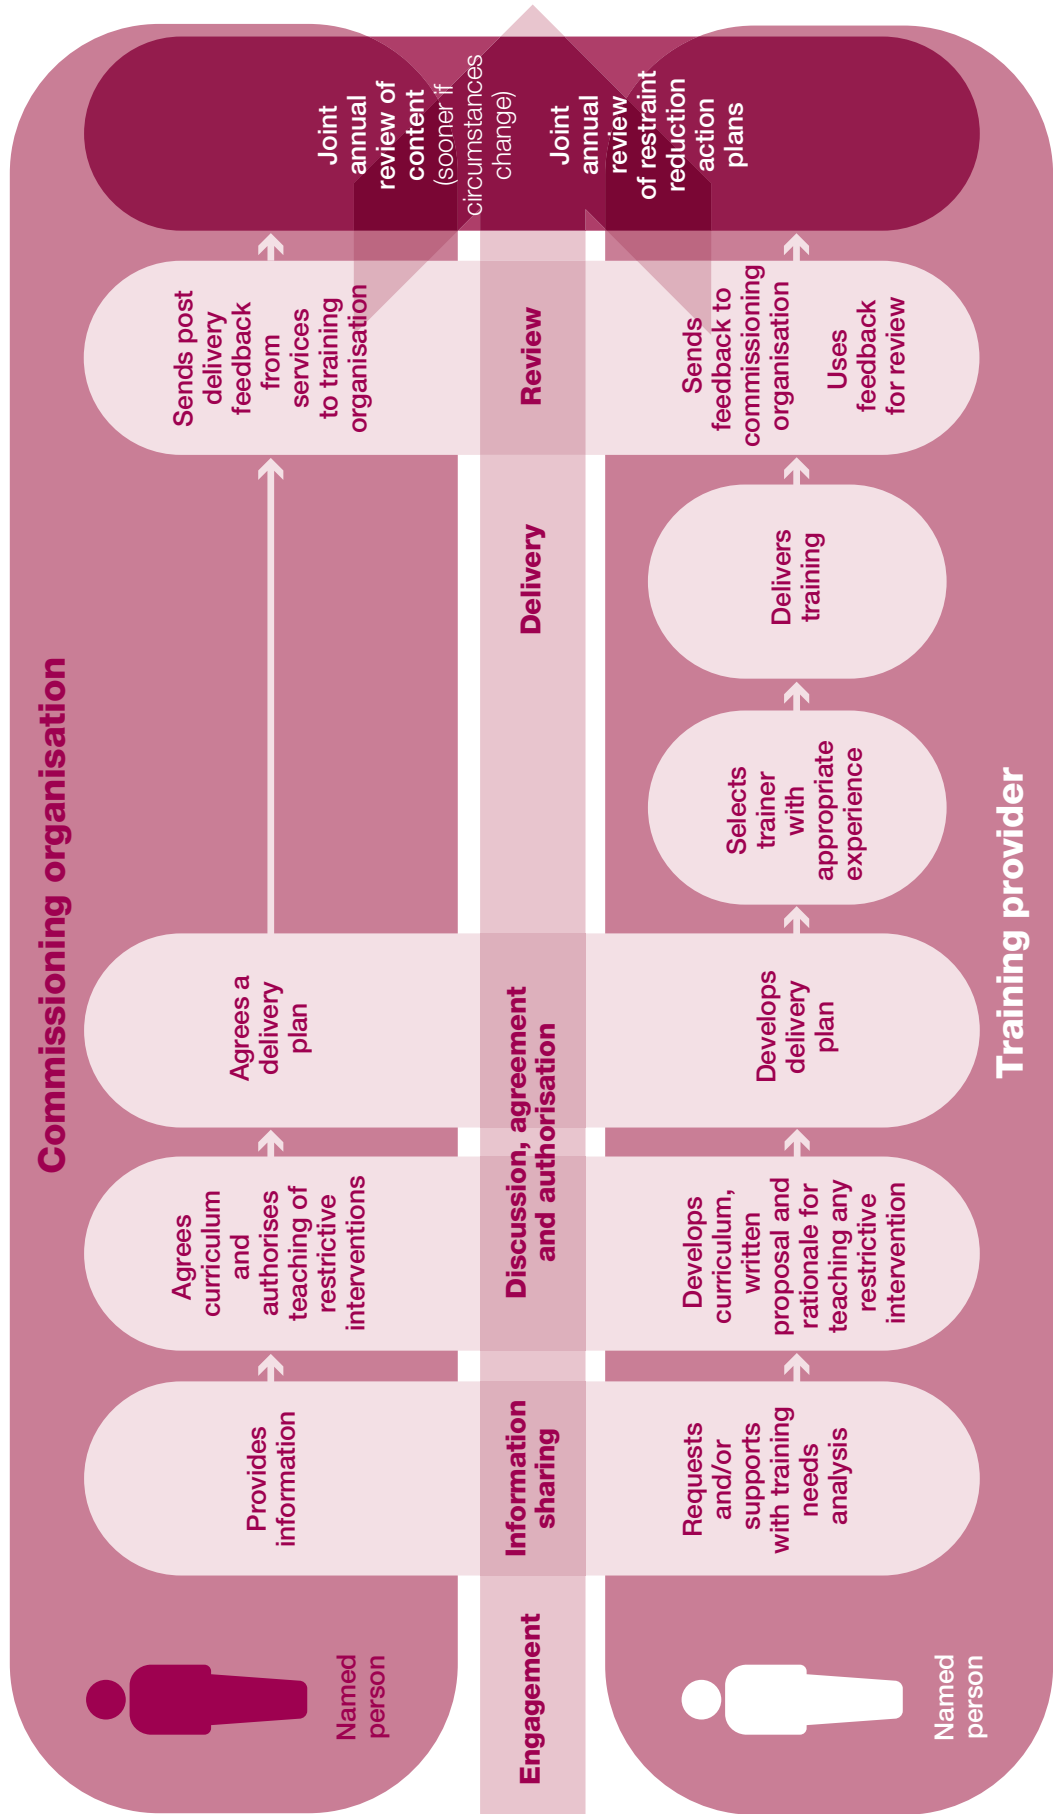 Commissioning organisation
Named
person
Provides
information
Agrees
curriculum
and
authorises
teaching of
restrictive
interventions
Agrees a
delivery
plan
Sends post
delivery
feedback
from
services
to training
organisation
Joint
annual
review of
content
(sooner if
circumstances
change)
Joint
annual
review
of restraint
reduction
action
plans
Engagement
Information
sharing
Discussion, agreement
and authorisation
Delivery
Review
Named
person
Requests
and/or
supports
with training
needs
analysis
Develops
curriculum,
written
proposal and
rationale for
teaching any
restrictive
intervention
Develops
delivery
plan
Selects
trainer
with
appropriate
experience
Delivers
training
Sends
feedback to
commissioning
organisation
Uses
feedback
for review
Training provider